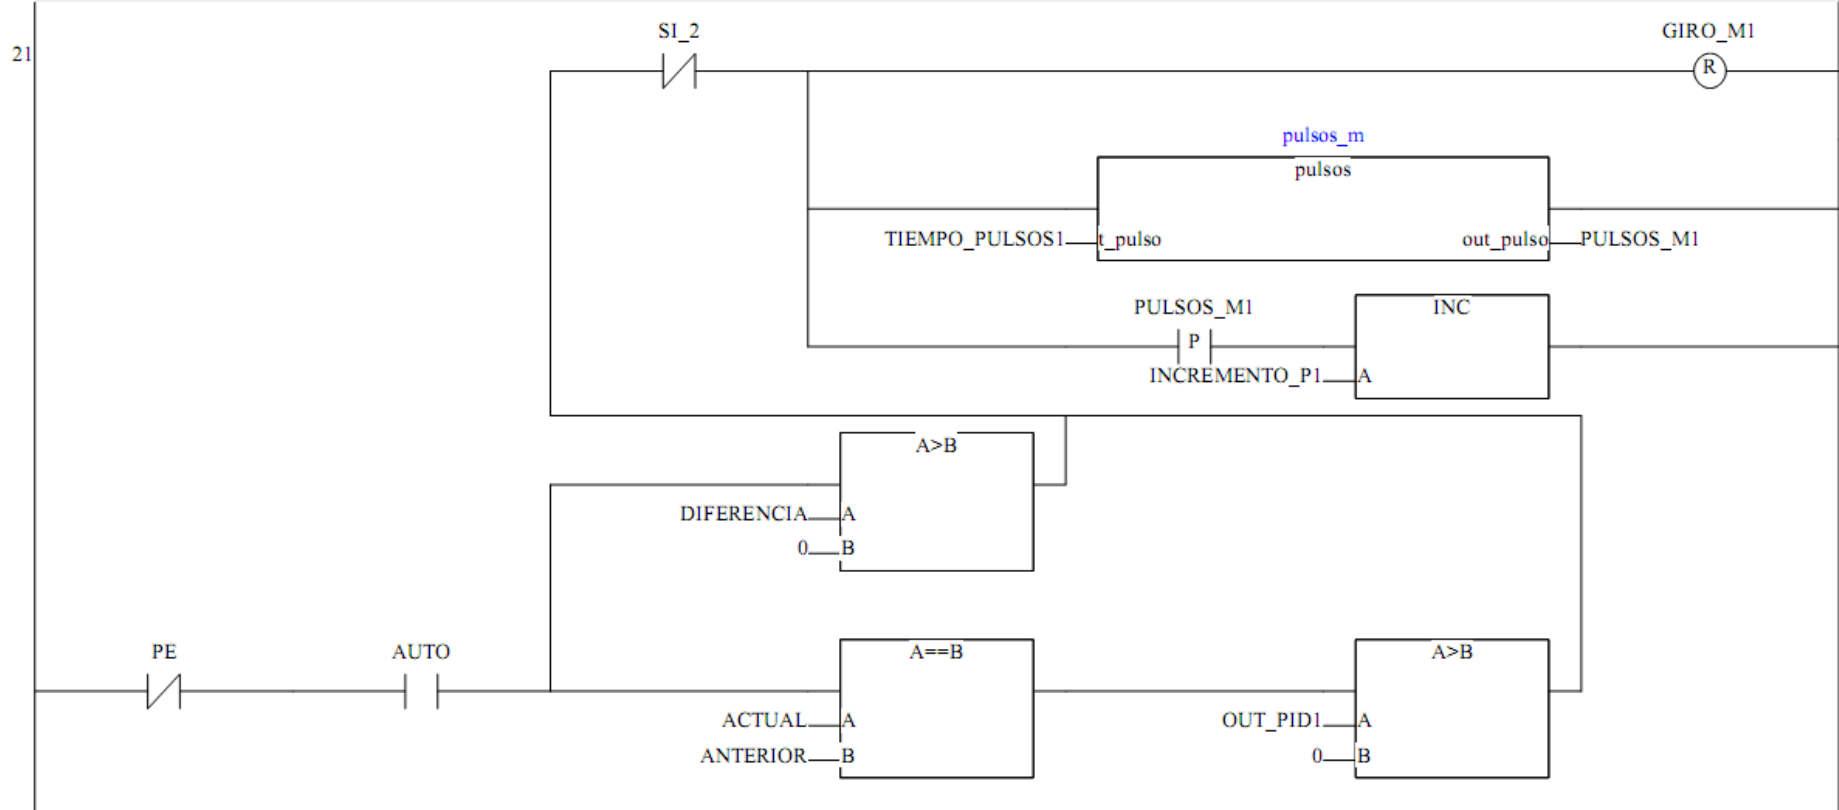 21
SI_2
GIRO_M1
R
pulsos_m
pulsos
TIEMPO_PULSOS1 t_pulso out_pulso PULSOS_M1
PULSOS_M1
INC
P
INCREMENTO_P1 A
A>B
DIFERENCIA A
0 B
PE
AUTO
A==B
A>B
ACTUAL A
OUT_PID1 A
ANTERIOR B
0 B